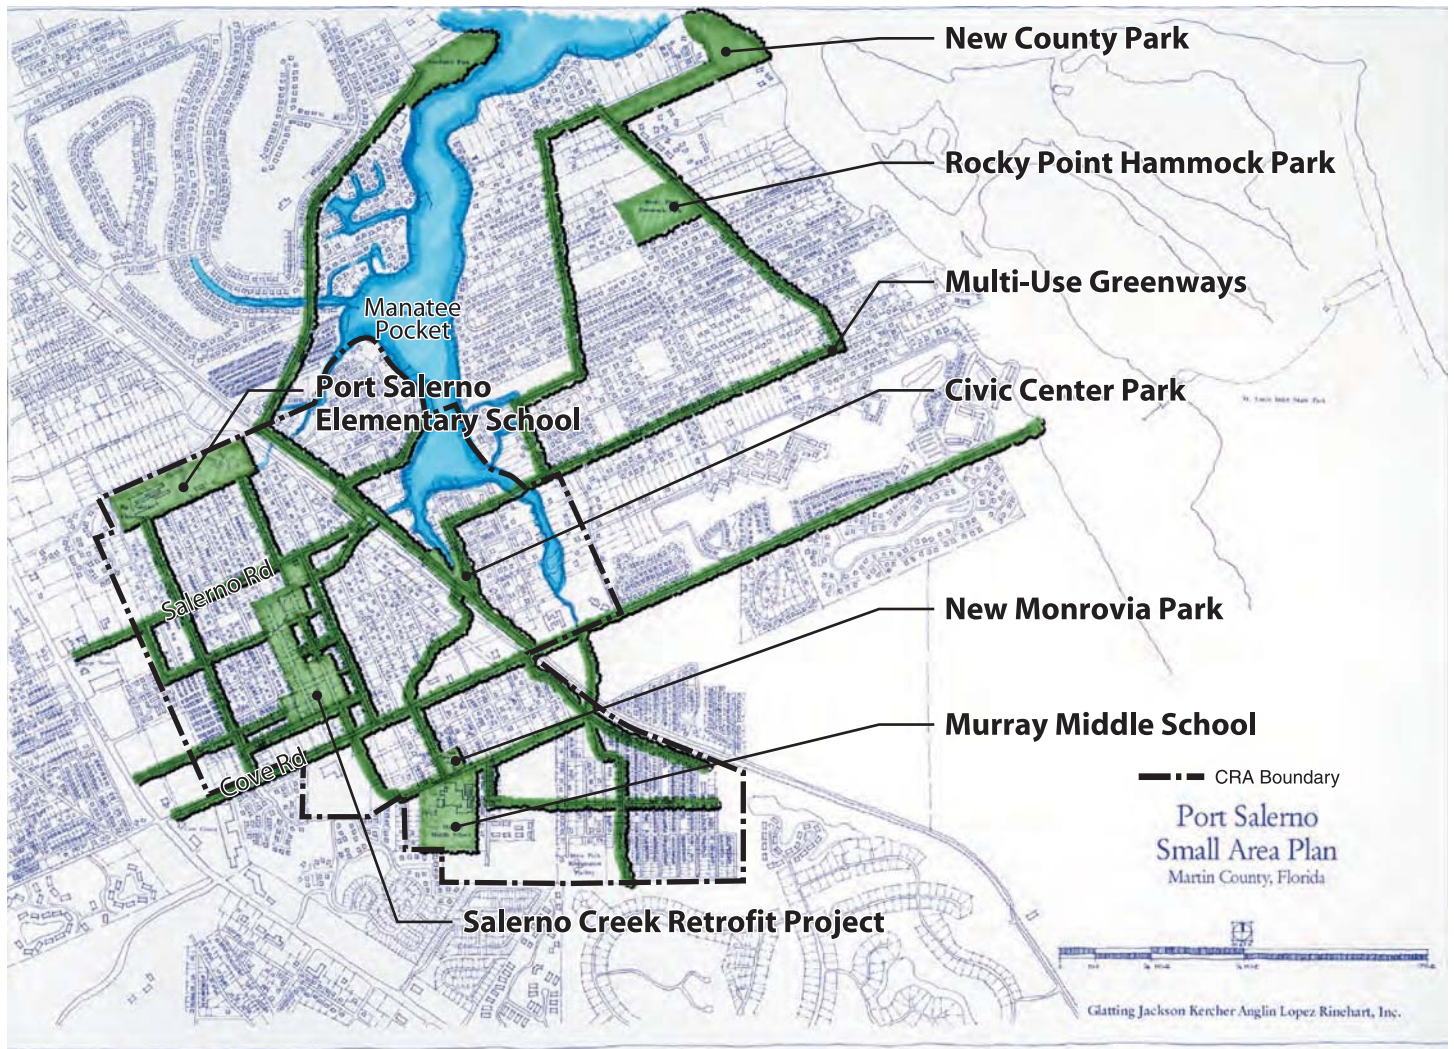 New County Park
Rocky Point Hammock Park
Multi-Use Greenways
Manatee
Pocket
Port Salerno
Elementary School
Civic Center Park
Salerno Rd
New Monrovia Park
Murray Middle School
Cove Rd
CRA Boundary
Port Salerno
Small Area Plan
Martin County, Florida
Salerno Creek Retrofit Project
Glatting Jackson Kercher Anglin Lopez Rinehart, Inc.